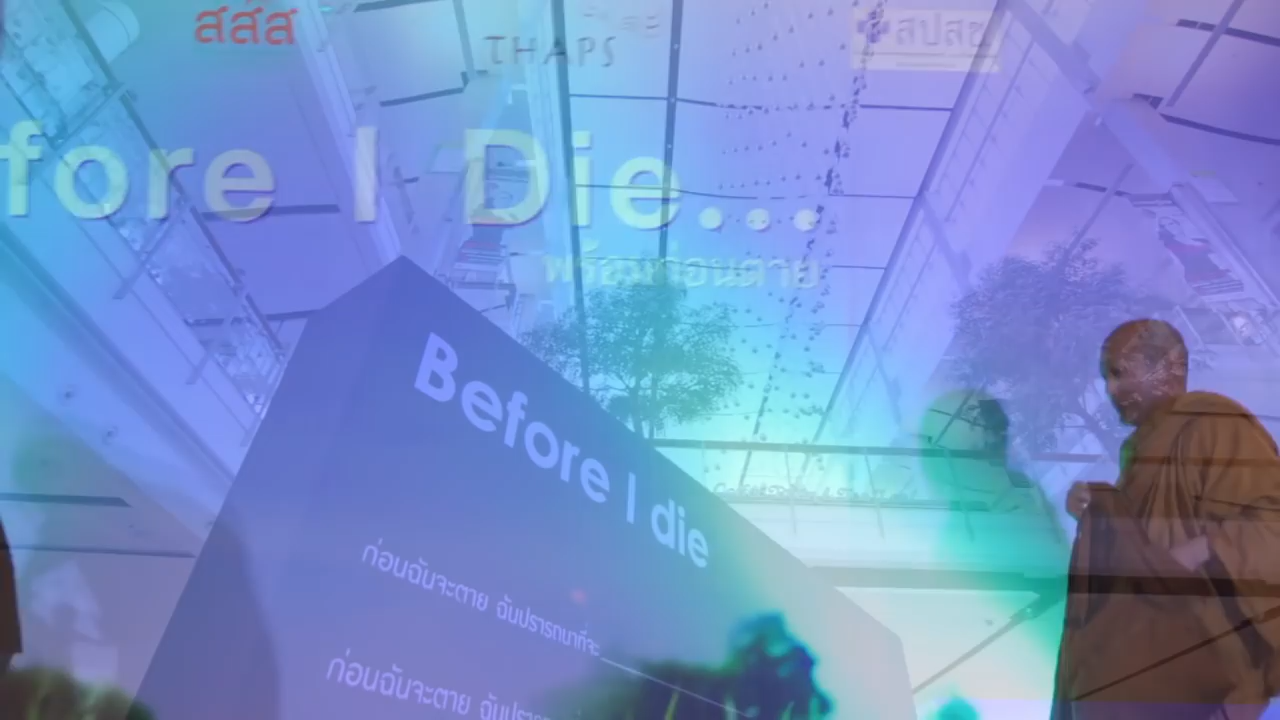 สสส
THAPS
สปสช
fore I Die...
พร้อมก่อนตาย
Before I die
ก่อนฉันจะตาย ฉันปรารถนาที่จะ
ก่อนฉันจะตาย